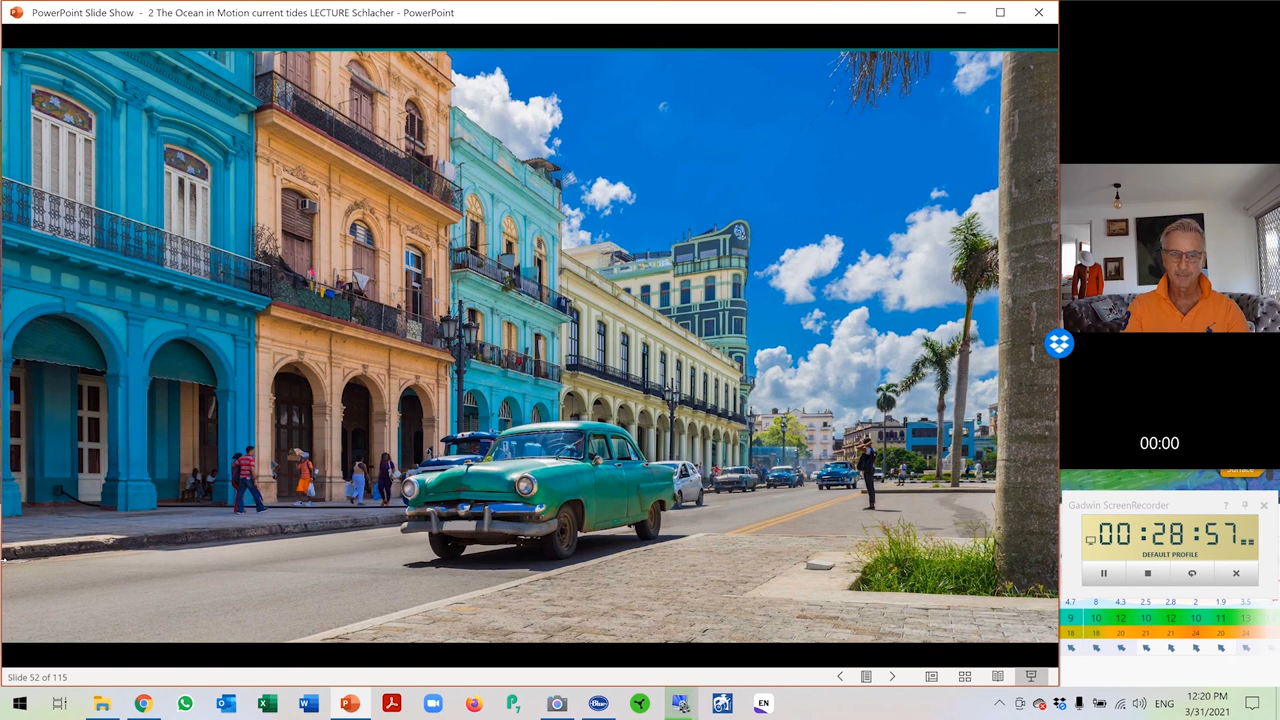 PowerPoint Slide Show - 2 The Ocean in Motion current tides LECTURE Schlacher - PowerPoint
00:00
Surface
Gadwin ScreenRecorder
00:28:57
DEFAULT PROFILE
4.7 8 4.3 2.5 2.8 2 1.9 3.5
9 10 12 10 12 10 11 13
18 18 20 21 21 24 20 24
Slide 52 of 115
EN
ENG
12:20 PM
3/31/2021